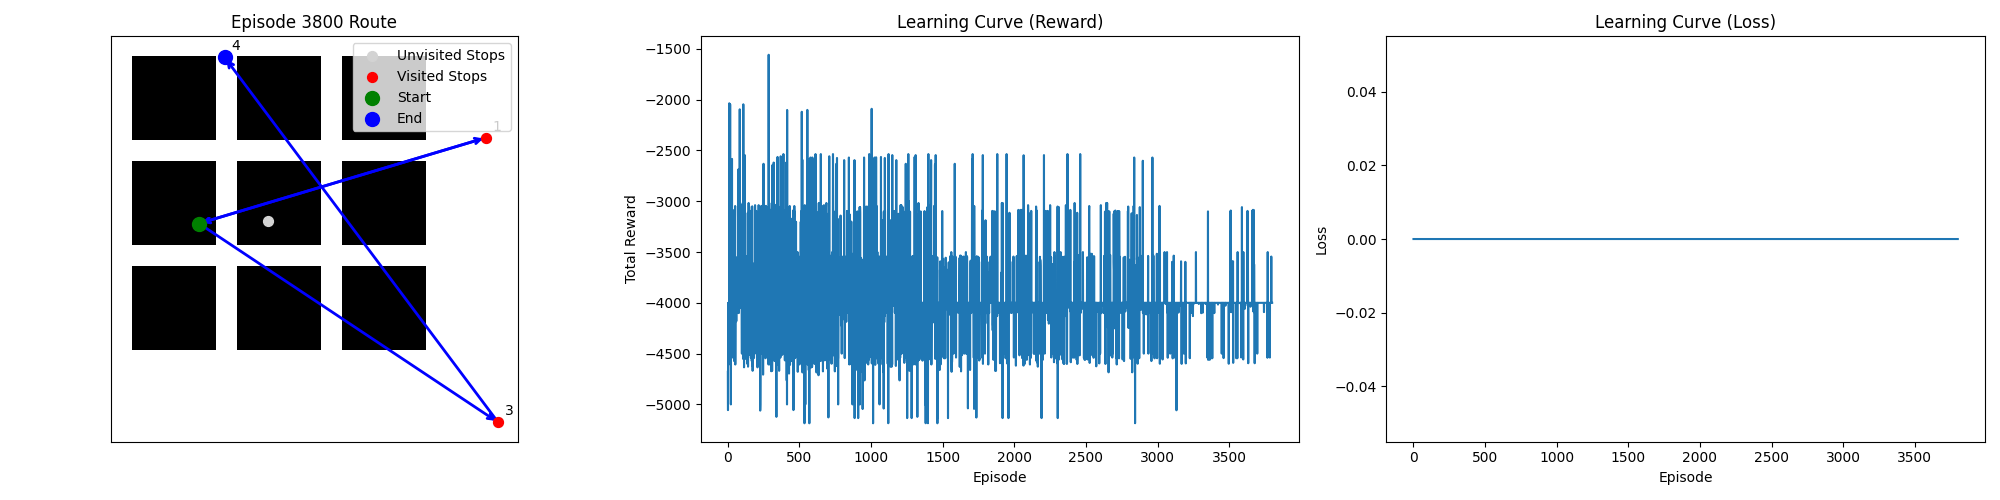 Episode 3800 Route
4
Unvisited Stops
Visited Stops
Start
End
1
3
Learning Curve (Reward)
Total Reward
−1500
−2000
−2500
−3000
−3500
−4000
−4500
−5000
0 500 1000 1500 2000 2500 3000 3500
Episode
Learning Curve (Loss)
Loss
0.04
0.02
0.00
−0.02
−0.04
0 500 1000 1500 2000 2500 3000 3500
Episode